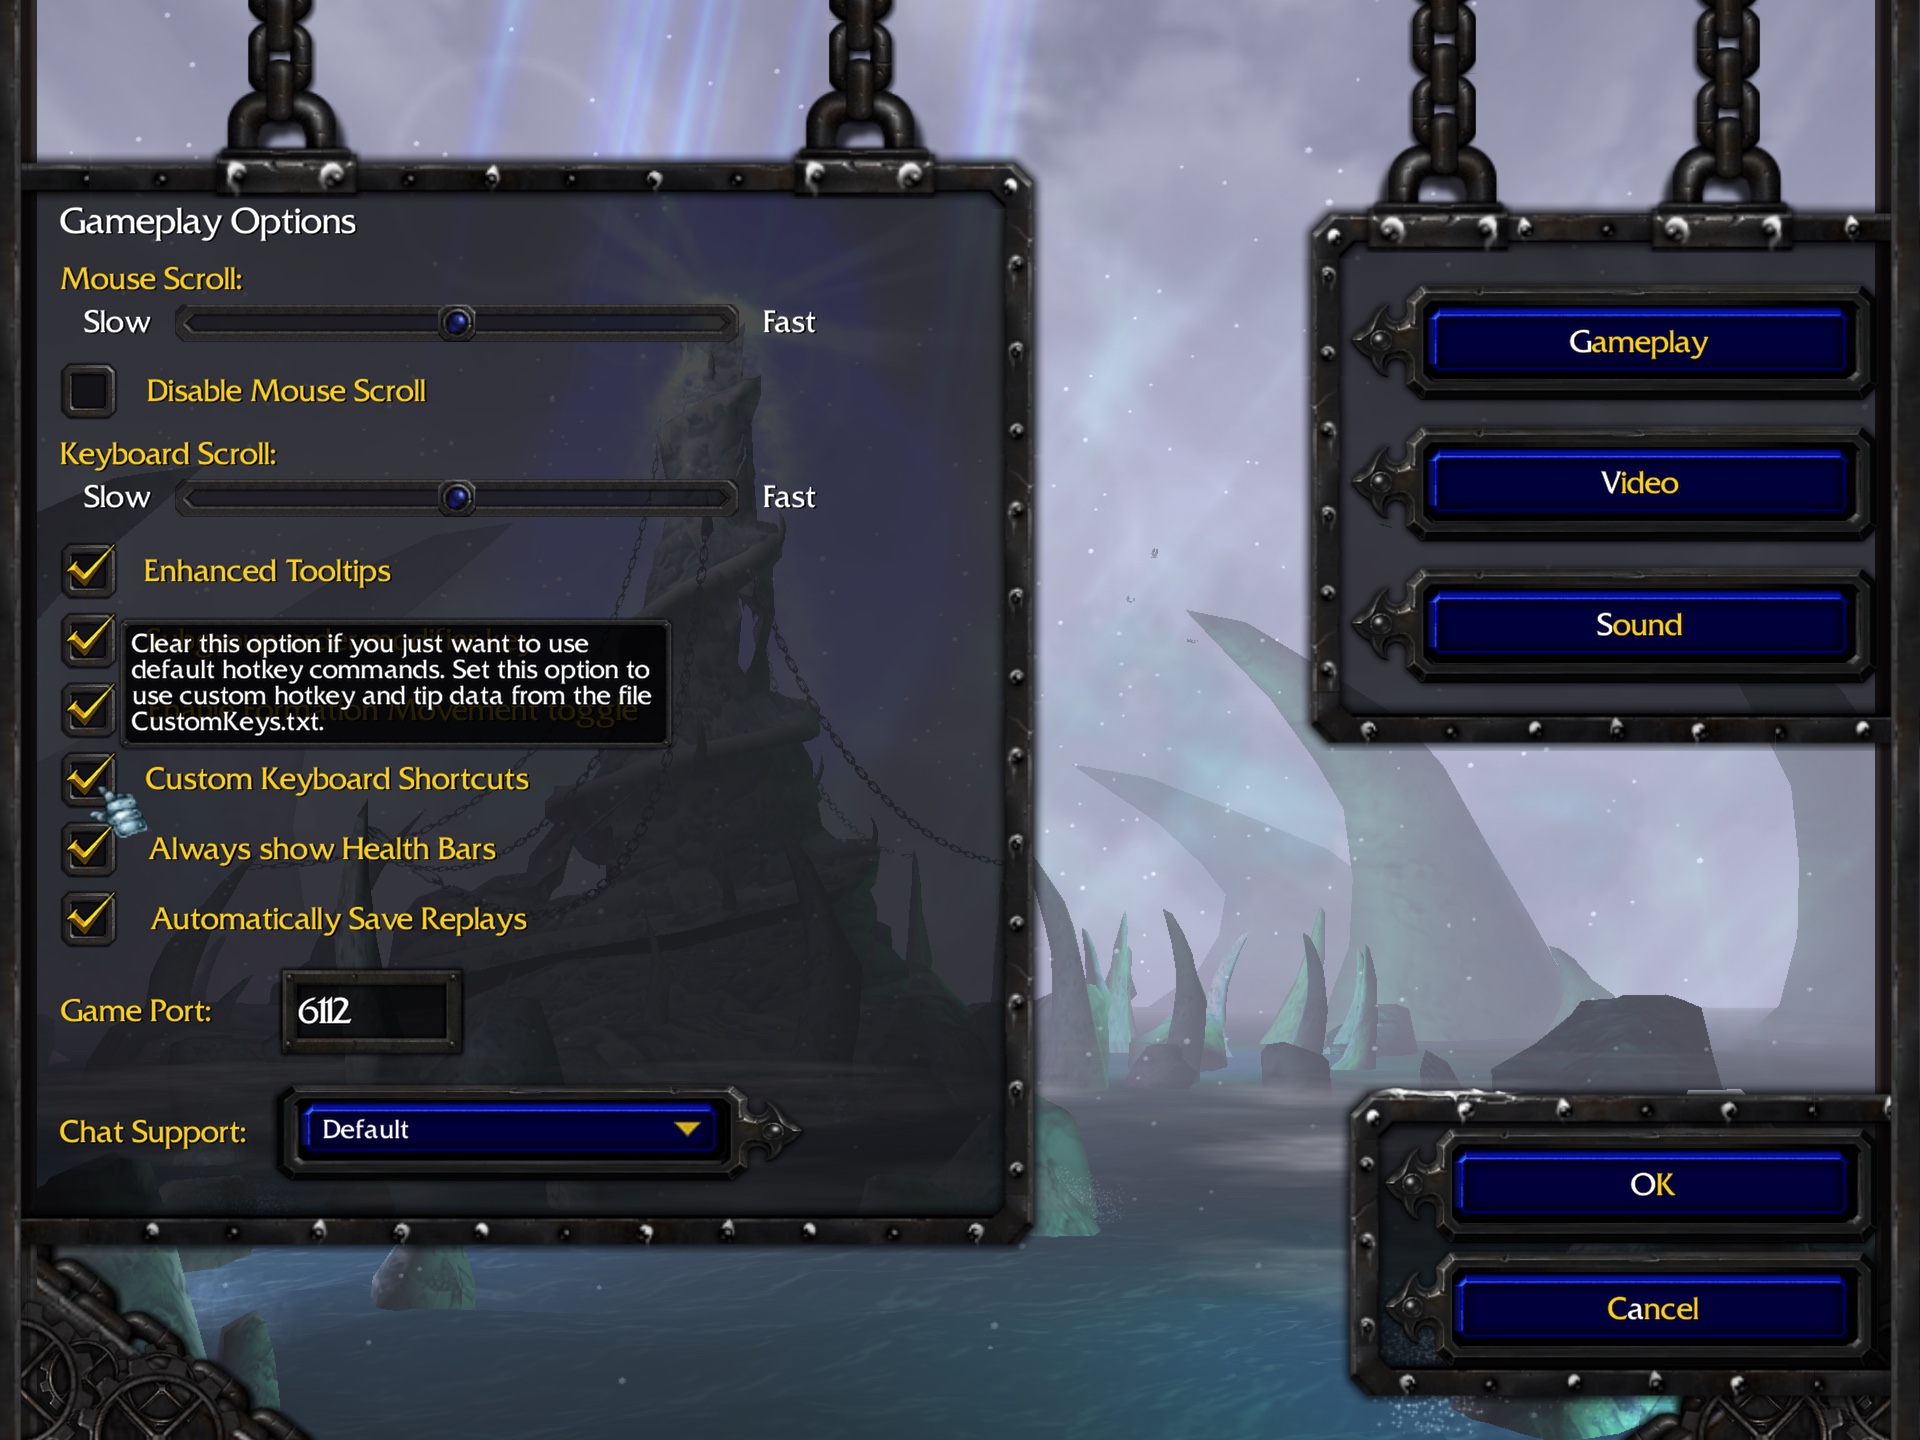 Gameplay Options
Mouse Scroll:
Slow
Fast
Disable Mouse Scroll
Keyboard Scroll:
Slow
Fast
Enhanced Tooltips
Clear this option if you just want to use
default hotkey commands. Set this option to
use custom hotkey and tip data from the file
CustomKeys.txt.
Movement toggle
Custom Keyboard Shortcuts
Always show Health Bars
Automatically Save Replays
Game Port:
6112
Chat Support:
Default
Gameplay
Video
Sound
OK
Cancel